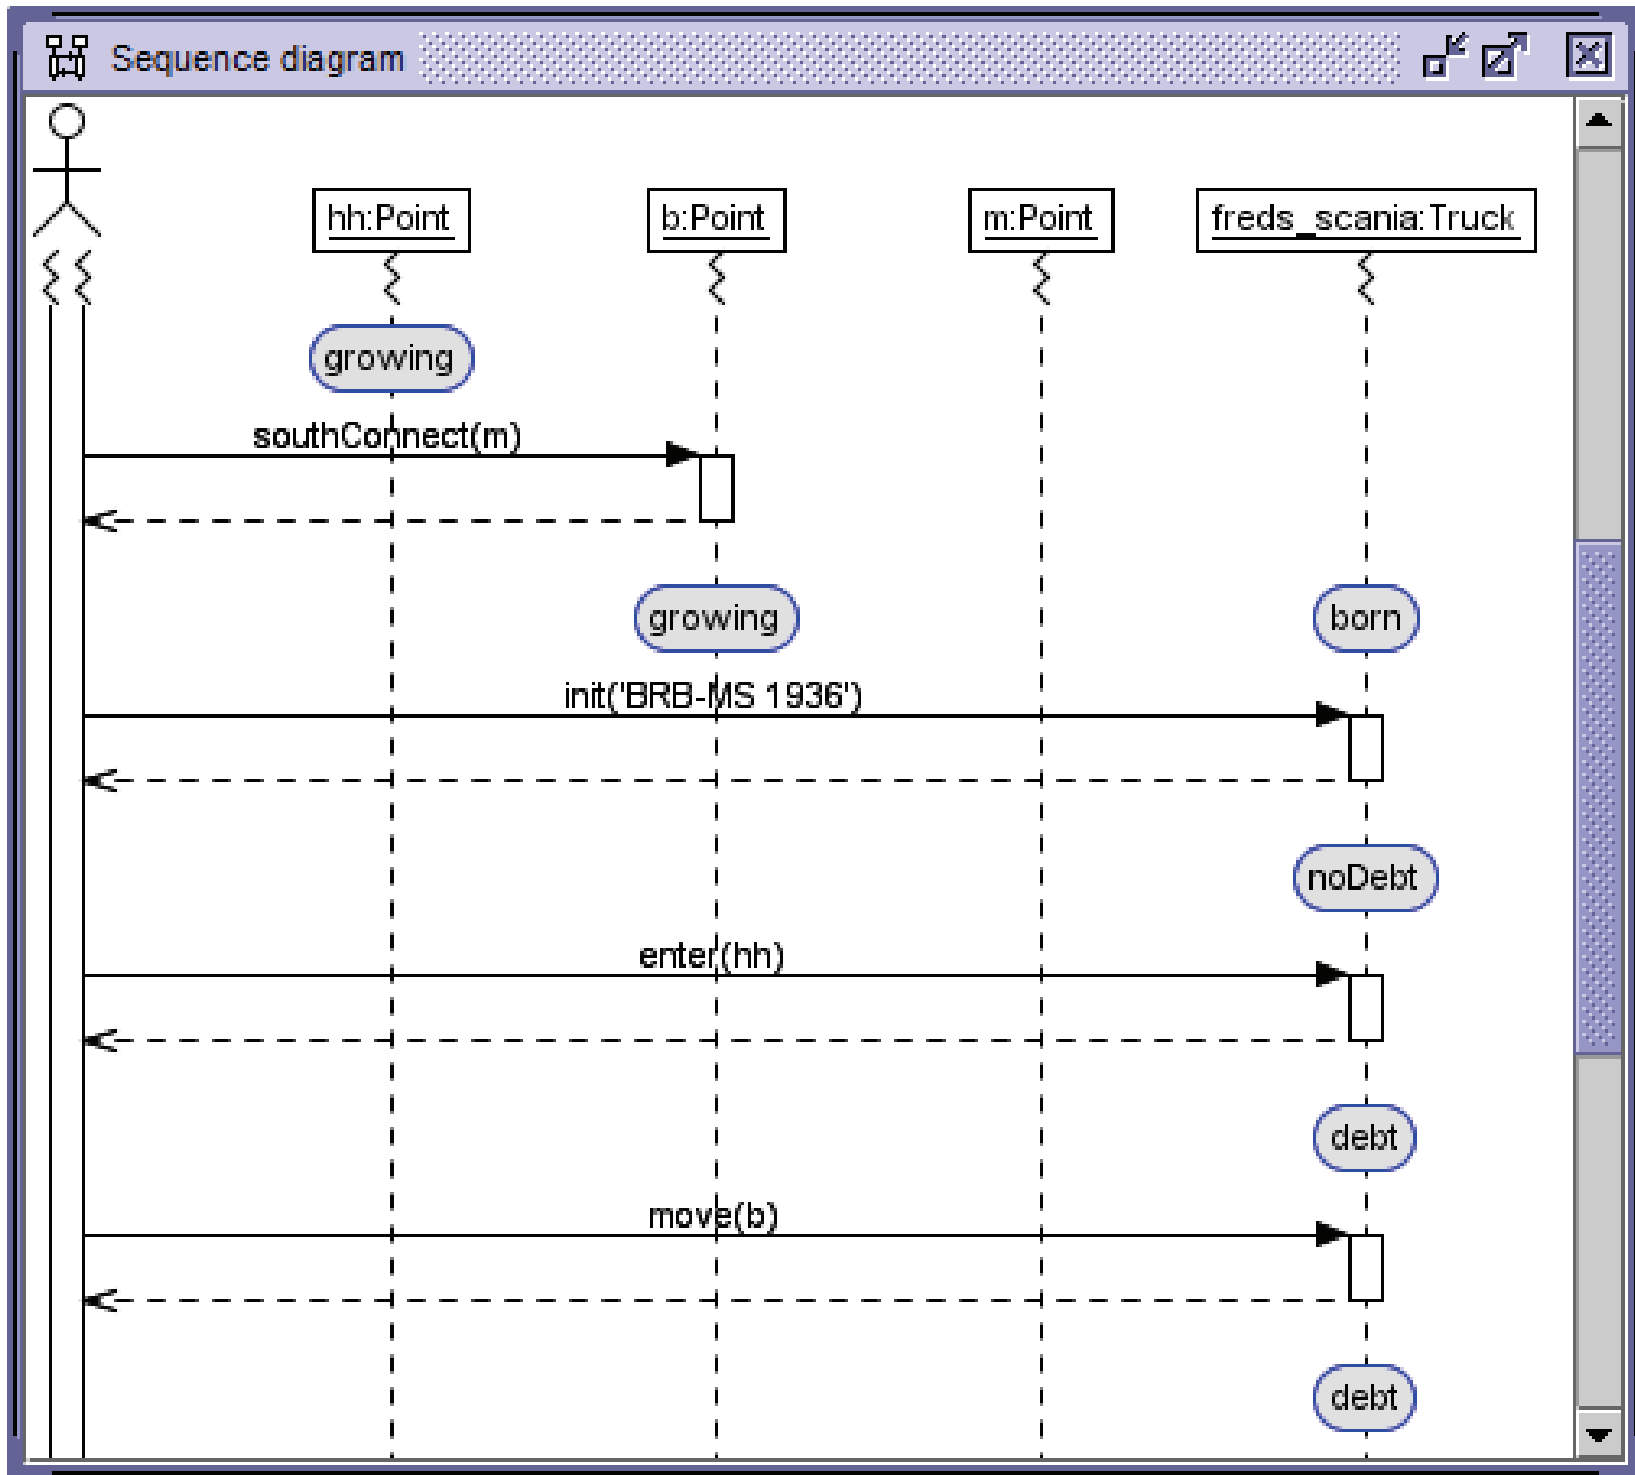 Sequence diagram
hh:Point
b:Point
m:Point
freds_scania:Truck
growing
southConnect(m)
growing
born
init('BRB-MS 1936')
noDebt
enter(hh)
debt
move(b)
debt